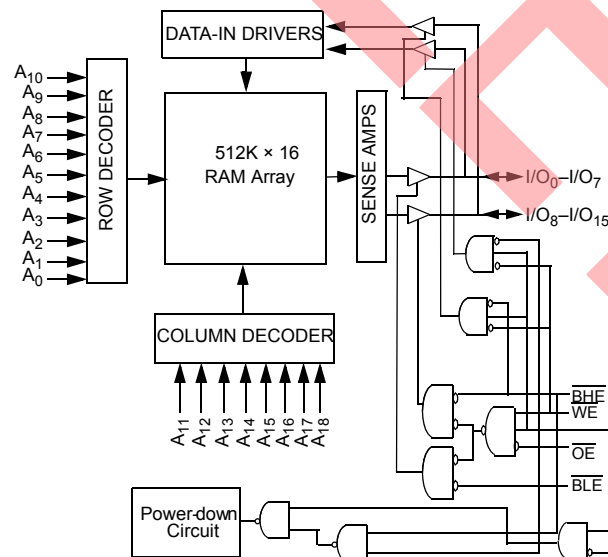 DATA-IN DRIVERS
A10
A9
A8
A7
A6
A5
A4
A3
A2
A1
A0
ROW DECODER
512K × 16
RAM Array
SENSE AMPS
I/O0–I/O7
I/O8–I/O15
COLUMN DECODER
A11
A12
A13
A14
A15
A16
A17
A18
BHE
WE
OE
BLE
Power-down
Circuit